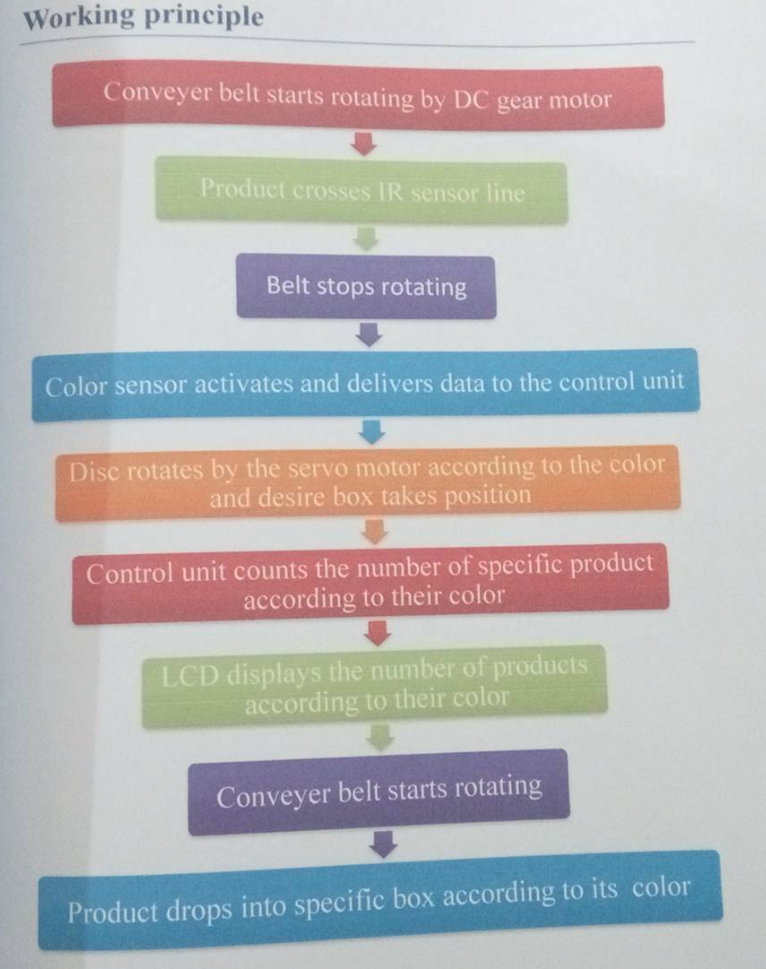 Working principle
Conveyer belt starts rotating by DC gear motor
Product crosses IR sensor line
Belt stops rotating
Color sensor activates and delivers data to the control unit
Disc rotates by the servo motor according to the color
and desire box takes position
Control unit counts the number of specific product
according to their color
LCD displays the number of products
according to their color
Conveyer belt starts rotating
Product drops into specific box according to its color